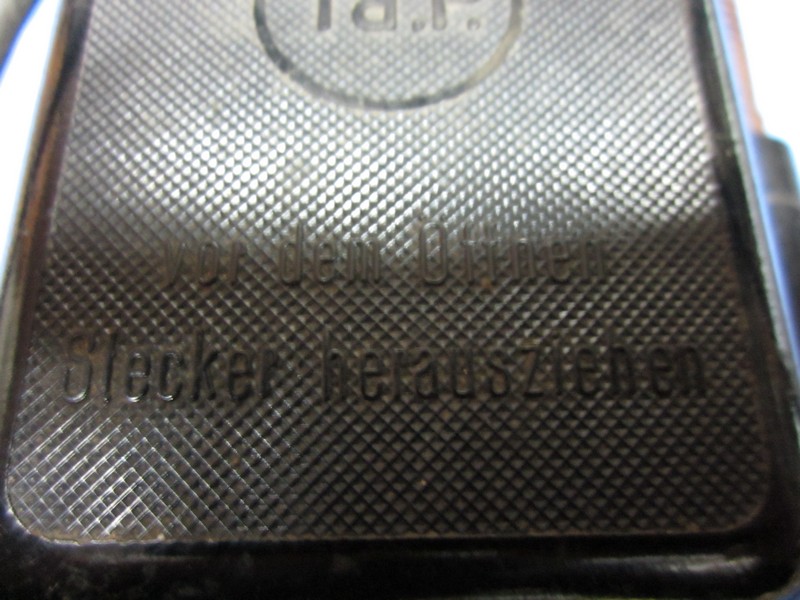 vor dem Öffnen
Stecker herausziehen